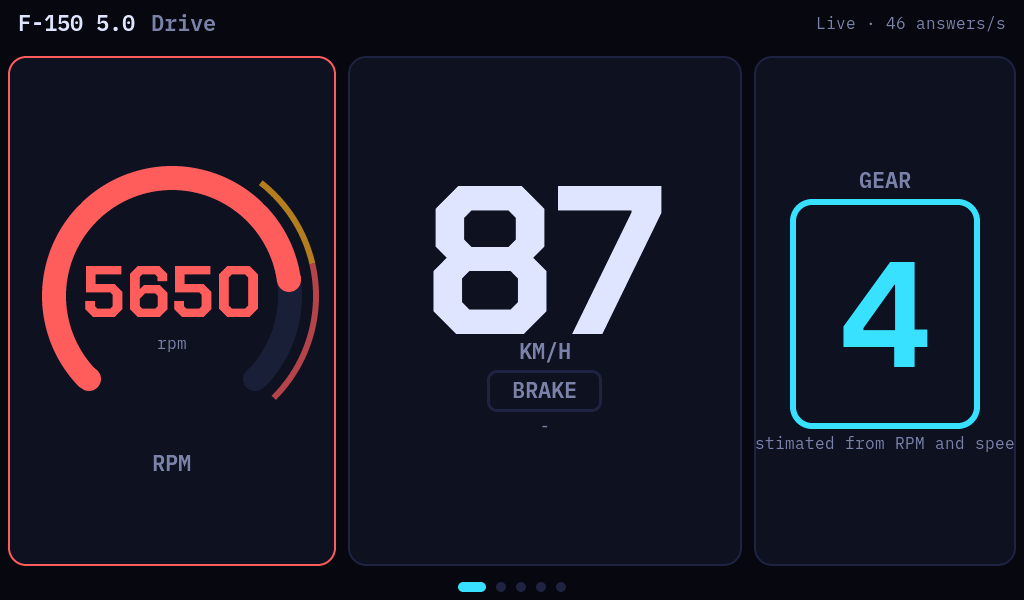 F-150 5.0 Drive
Live · 46 answers/s
5650
rpm
RPM
87
KM/H
BRAKE
-
GEAR
4
stimated from RPM and spee